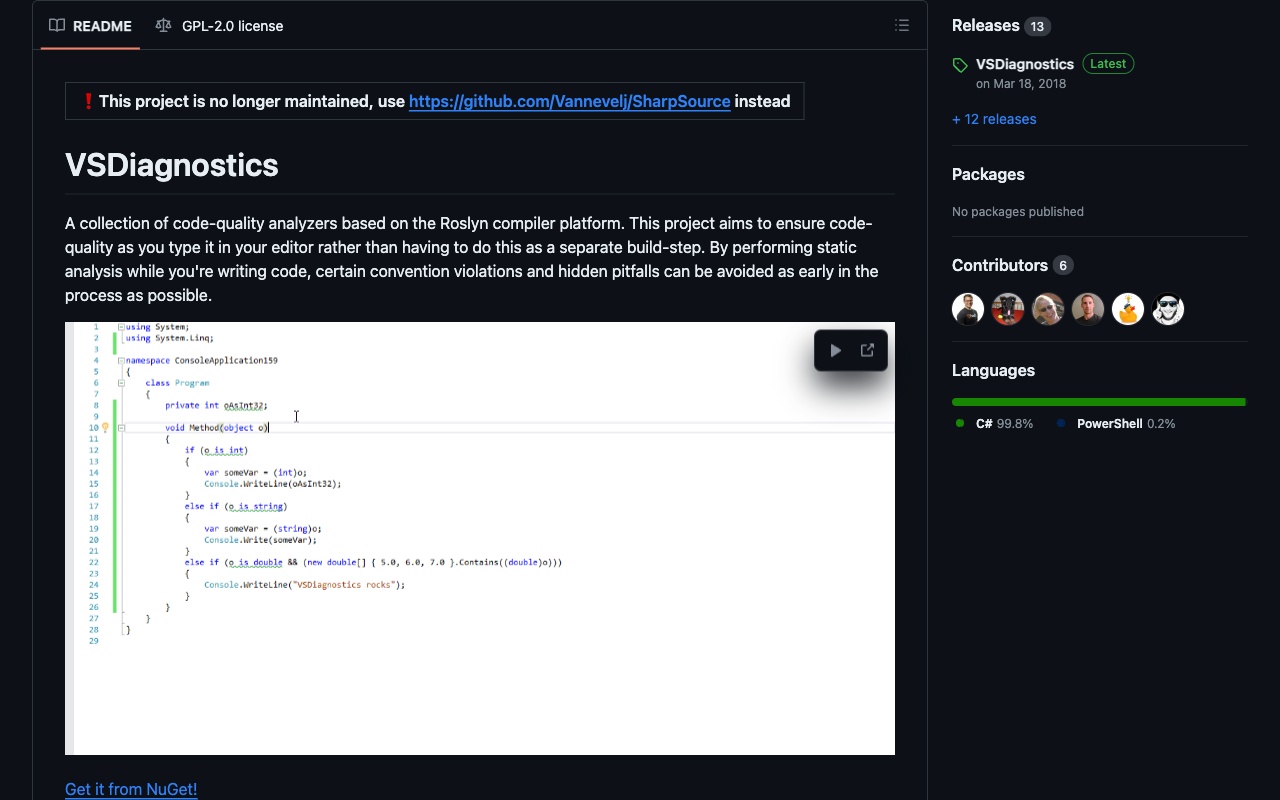 README
GPL-2.0 license
❗ This project is no longer maintained, use https://github.com/Vannevelj/SharpSource instead
VSDiagnostics
A collection of code-quality analyzers based on the Roslyn compiler platform. This project aims to ensure code-
quality as you type it in your editor rather than having to do this as a separate build-step. By performing static
analysis while you're writing code, certain convention violations and hidden pitfalls can be avoided as early in the
process as possible.
1 using System;
2 using System.Linq;
3
4 namespace ConsoleApplication159
5 {
6 class Program
7 {
8 private int oAsInt32;
9
10 void Method(object o)
11 {
12 if (o is int)
13 {
14 var someVar = (int)o;
15 Console.WriteLine(oAsInt32);
16 }
17 else if (o is string)
18 {
19 var someVar = (string)o;
20 Console.Write(someVar);
21 }
22 else if (o is double && (new double[] { 5.0, 6.0, 7.0 }.Contains((double)o)))
23 {
24 Console.WriteLine("VSDiagnostics rocks");
25 }
26 }
27 }
28 }
29
Get it from NuGet!
Releases 13
VSDiagnostics Latest
on Mar 18, 2018
+ 12 releases
Packages
No packages published
Contributors 6
Languages
C# 99.8%
PowerShell 0.2%